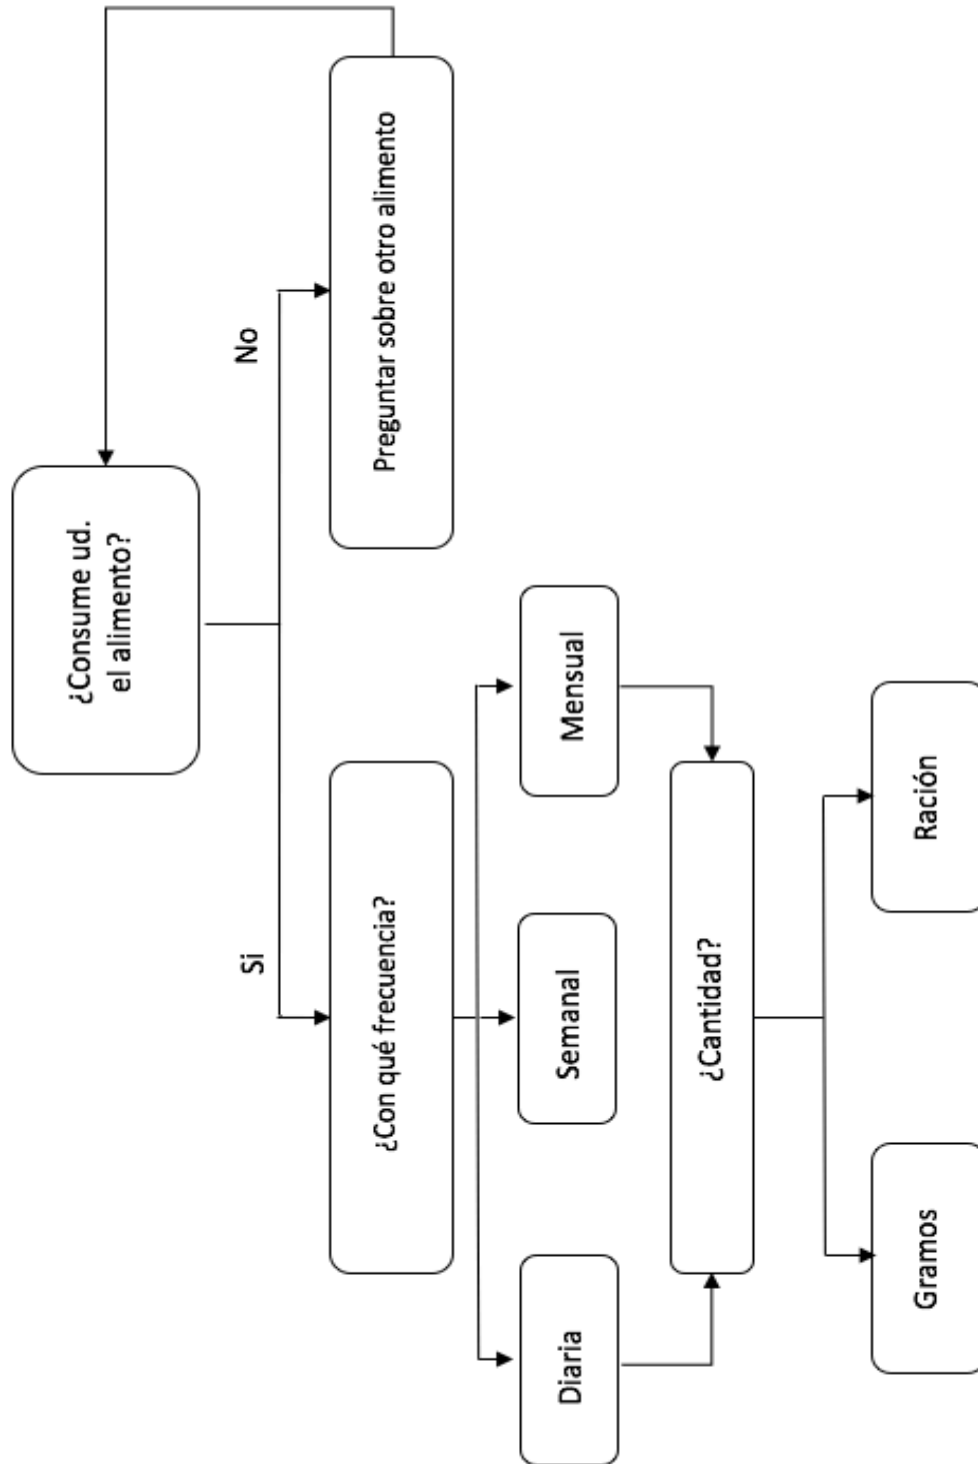 ¿Consume ud.
el alimento?
Si
No
¿Con qué frecuencia?
Preguntar sobre otro alimento
Diaria
Semanal
Mensual
¿Cantidad?
Gramos
Ración